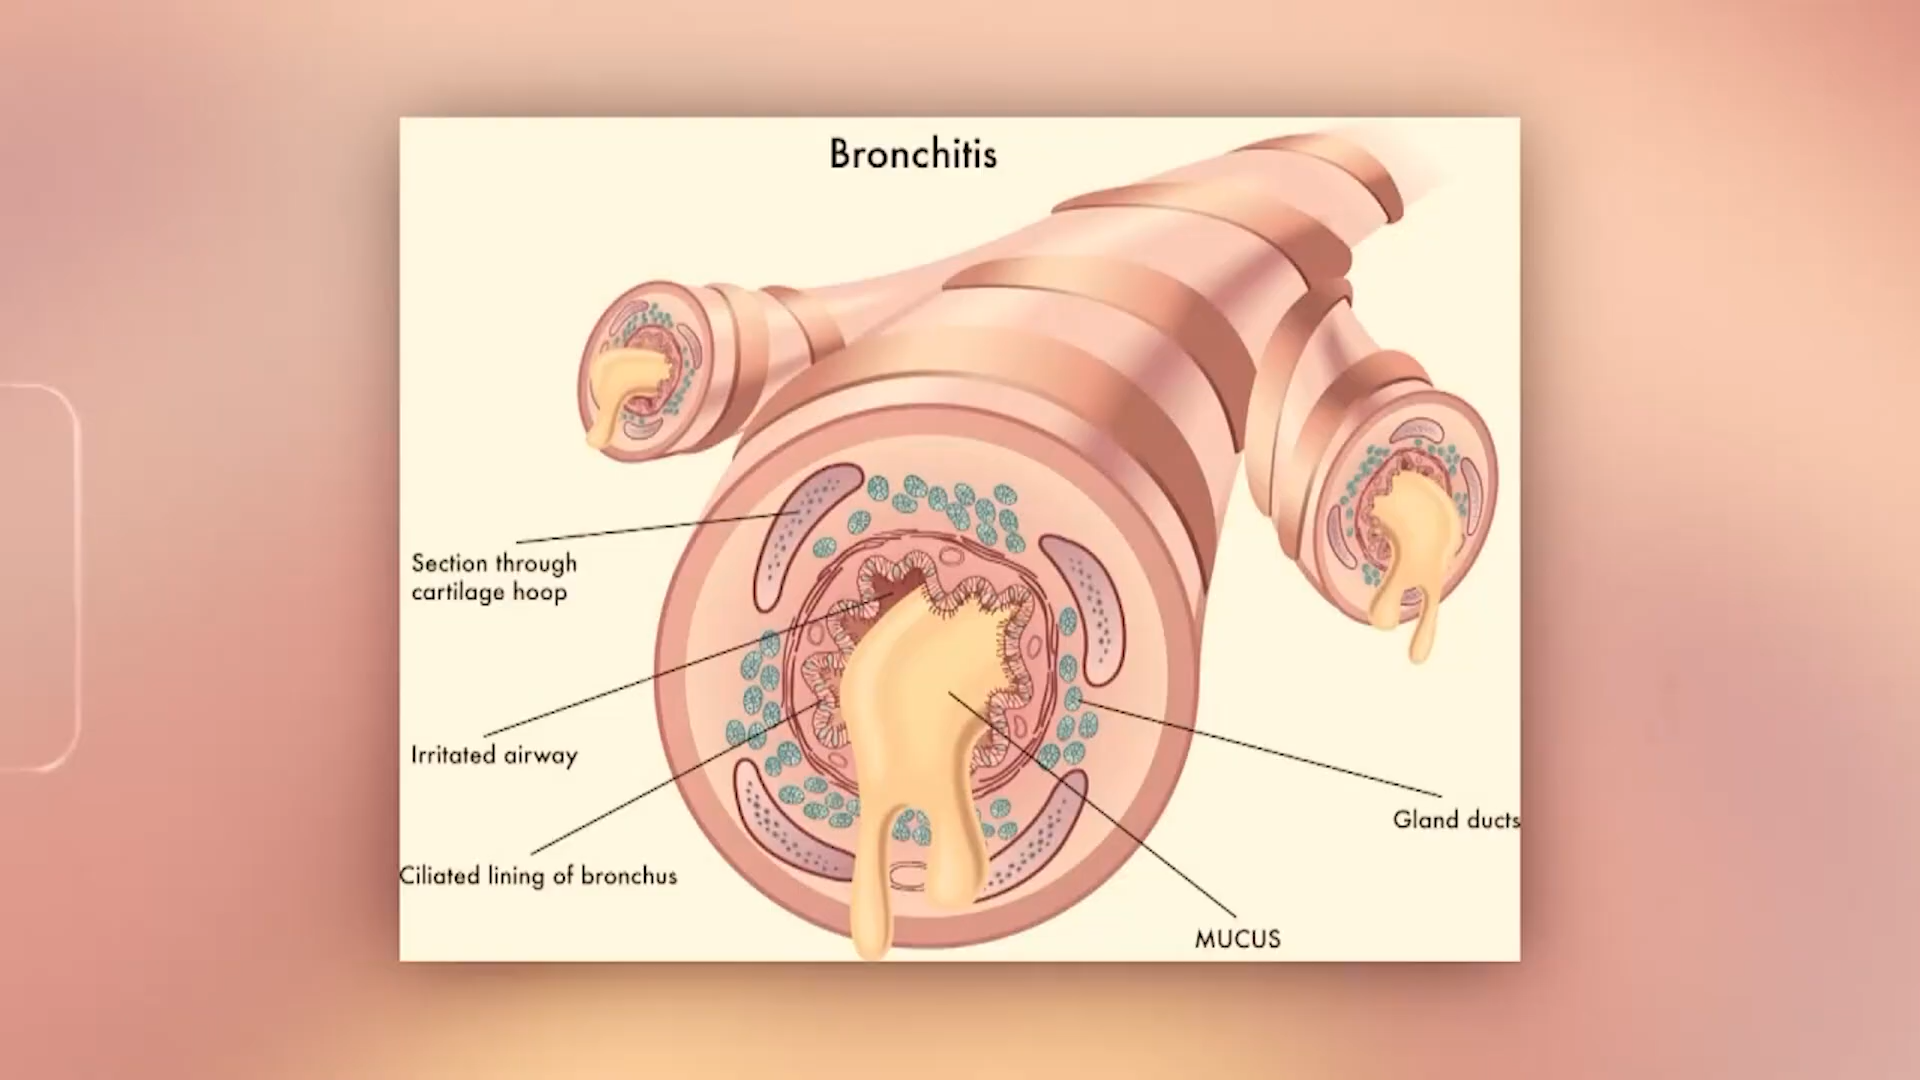 Bronchitis
Section through
cartilage hoop
Irritated airway
Ciliated lining of bronchus
Gland ducts
MUCUS